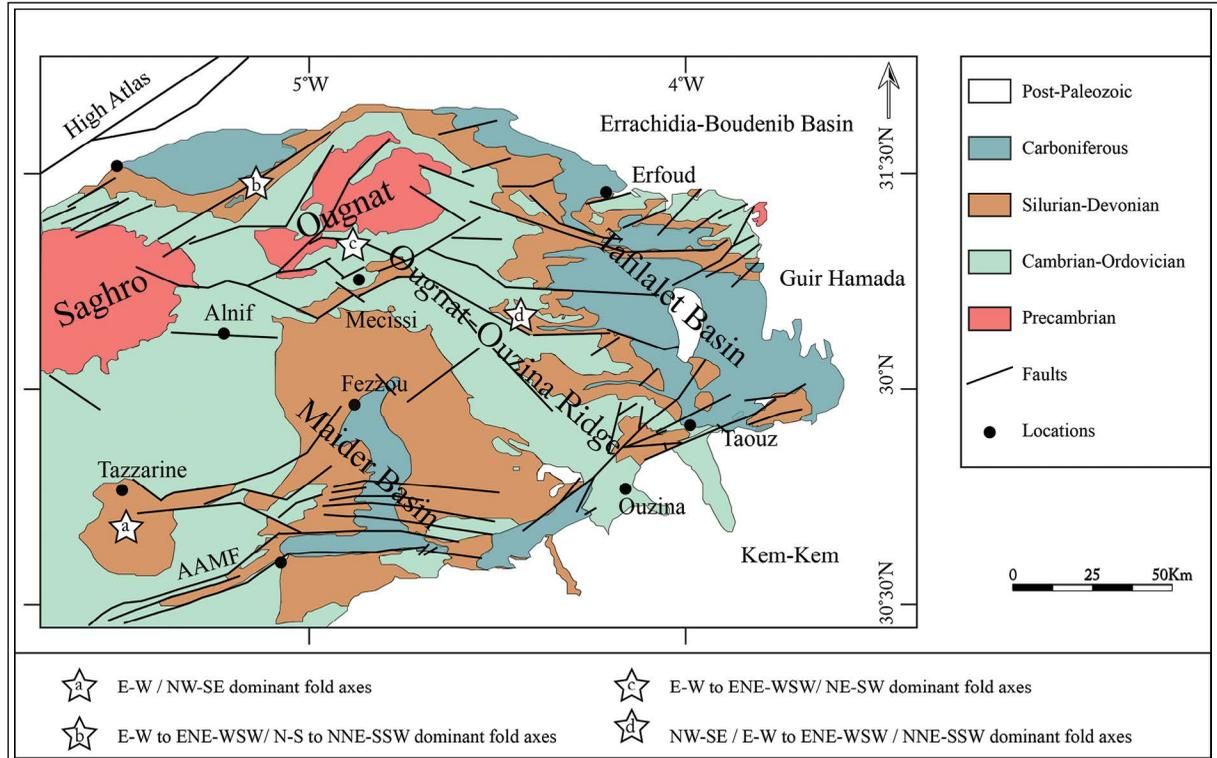 5°W
4°W
High Atlas
Errachidia-Boudenib Basin
31°30'N
Erfoud
b
Ougnat
c
Tafilalet Basin
Guir Hamada
Saghro
Ougnat-Ouzina Ridge
d
Alnif
Mecissi
Fezzou
30°N
Maider Basin
Taouz
Tazzarine
Ouzina
a
AAMF
Kem-Kem
30°30'N
Post-Paleozoic
Carboniferous
Silurian-Devonian
Cambrian-Ordovician
Precambrian
Faults
Locations
0 25 50Km
a E-W / NW-SE dominant fold axes
b E-W to ENE-WSW/ N-S to NNE-SSW dominant fold axes
c E-W to ENE-WSW/ NE-SW dominant fold axes
d NW-SE / E-W to ENE-WSW / NNE-SSW dominant fold axes